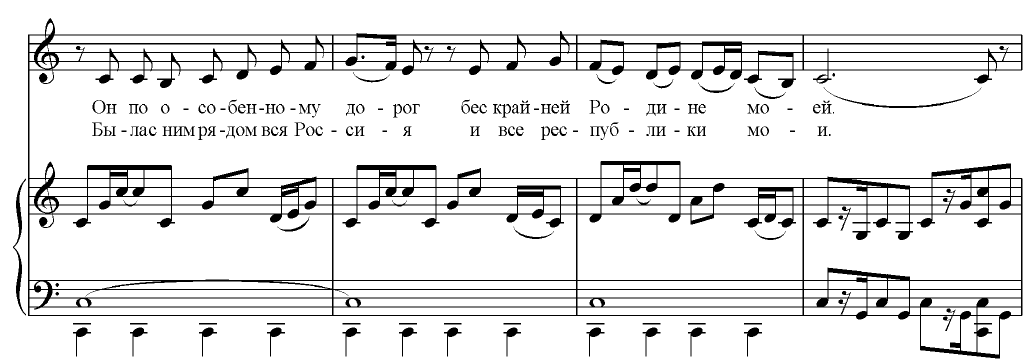 Он по о - со - бен - но - му до - рог бес край - ней Ро - ди - не мо - ей.
Бы - ла с ним ря - дом вся Рос - си - я и все рес - пуб - ли - ки мо - и.